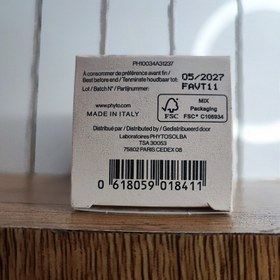 PH10034A31237
À consommer de préférence avant fin /
Best before end / Tenminste houdbaar tot: 05/2027
Lot / Batch N° / Partijnummer: FAVT11
www.phyto.com
MADE IN ITALY
FSC
MIX
Packaging
FSC® C106934
Distribué par / Distributed by / Gedistribueerd door
Laboratoires PHYTOSOLBA
TSA 30053
75802 PARIS CEDEX 08
0 618059 018411